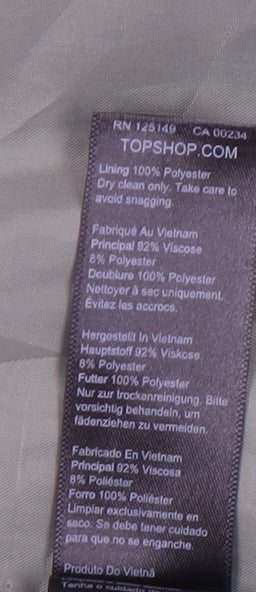 RN 125149 CA 00234
TOPSHOP.COM
Lining 100% Polyester
Dry clean only. Take care to
avoid snagging.
Fabriqué Au Vietnam
Principal 92% Viscose
8% Polyester
Doublure 100% Polyester
Nettoyer à sec uniquement.
Évitez les accrocs.
Hergestellt In Vietnam
Hauptstoff 92% Viskose
8% Polyester
Futter 100% Polyester
Nur zur trockenreinigung. Bitte
vorsichtig behandeln, um
fädenziehen zu vermeiden.
Fabricado En Vietnam
Principal 92% Viscosa
8% Poliéster
Forro 100% Poliéster
Limpiar exclusivamente en
seco. Se debe tener cuidado
para que no se enganche.
Produto Do Vietnã
Tenha o cuidado